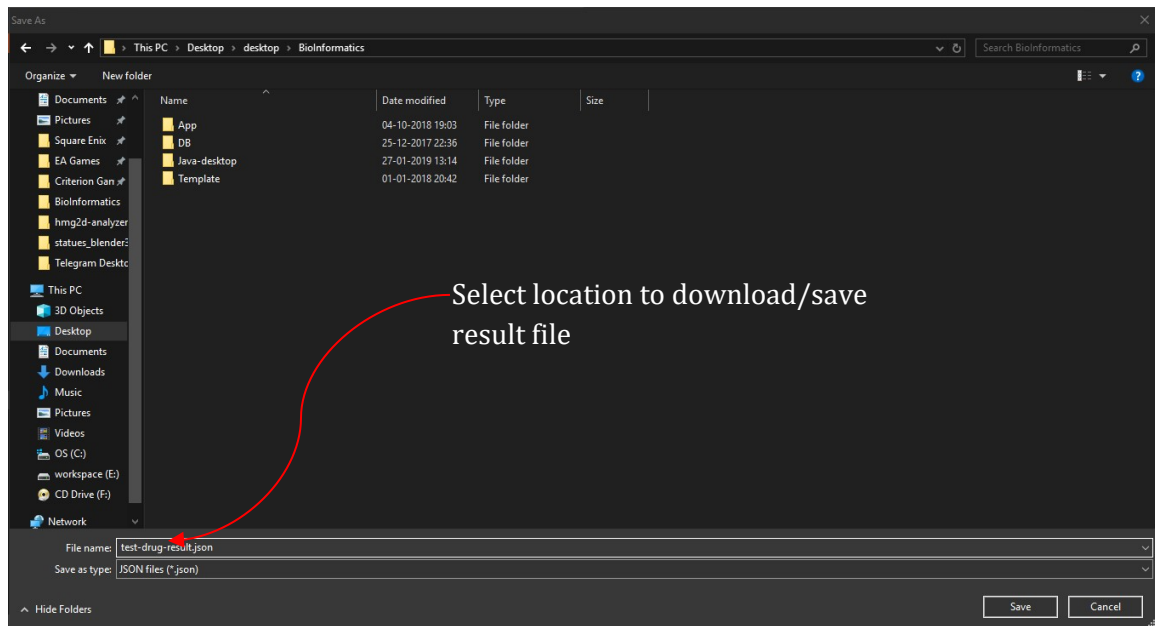 Save As
This PC > Desktop > desktop > BioInformatics
Search BioInformatics
Organize
New folder
Name Date modified Type Size
App 04-10-2018 19:03 File folder
DB 25-12-2017 22:36 File folder
Java-desktop 27-01-2019 13:14 File folder
Template 01-01-2018 20:42 File folder
Documents
Pictures
Square Enix
EA Games
Criterion Gan
BioInformatics
hmg2d-analyzer
statues_blender3
Telegram Deskto
This PC
3D Objects
Desktop
Documents
Downloads
Music
Pictures
Videos
OS (C:)
workspace (E:)
CD Drive (F:)
Network
Select location to download/save
result file
File name: test-drug-result.json
Save as type: JSON files (*.json)
Hide Folders
Save
Cancel